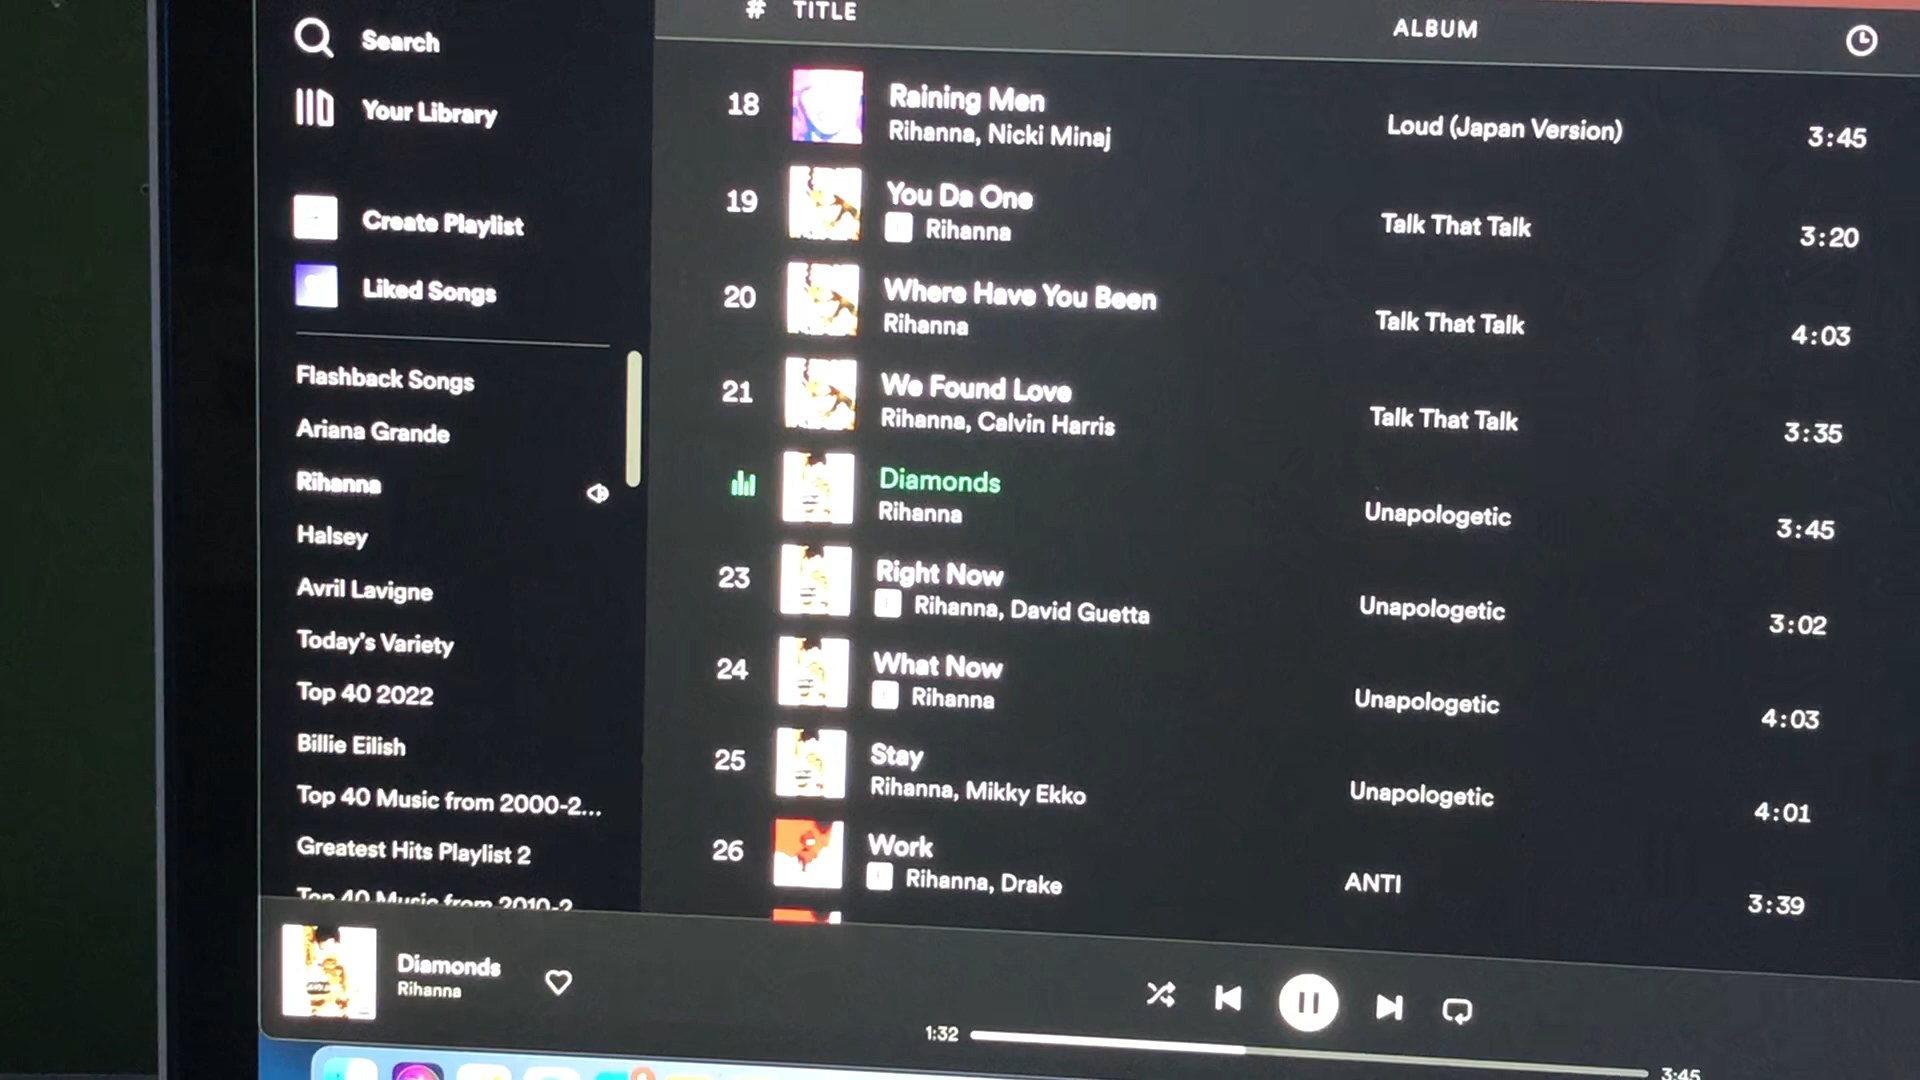 Search
Your Library
Create Playlist
Liked Songs
Flashback Songs
Ariana Grande
Rihanna
Halsey
Avril Lavigne
Today's Variety
Top 40 2022
Billie Eilish
Top 40 Music from 2000-2...
Greatest Hits Playlist 2
Top 40 Music from 2010-2
# TITLE ALBUM
18 Raining Men Loud (Japan Version) 3:45
Rihanna, Nicki Minaj
19 You Da One Talk That Talk 3:20
Rihanna
20 Where Have You Been Talk That Talk 4:03
Rihanna
21 We Found Love Talk That Talk 3:35
Rihanna, Calvin Harris
Diamonds Unapologetic 3:45
Rihanna
23 Right Now Unapologetic 3:02
Rihanna, David Guetta
24 What Now Unapologetic 4:03
Rihanna
25 Stay Unapologetic 4:01
Rihanna, Mikky Ekko
26 Work ANTI 3:39
Rihanna, Drake
Diamonds
Rihanna
1:32 3:45